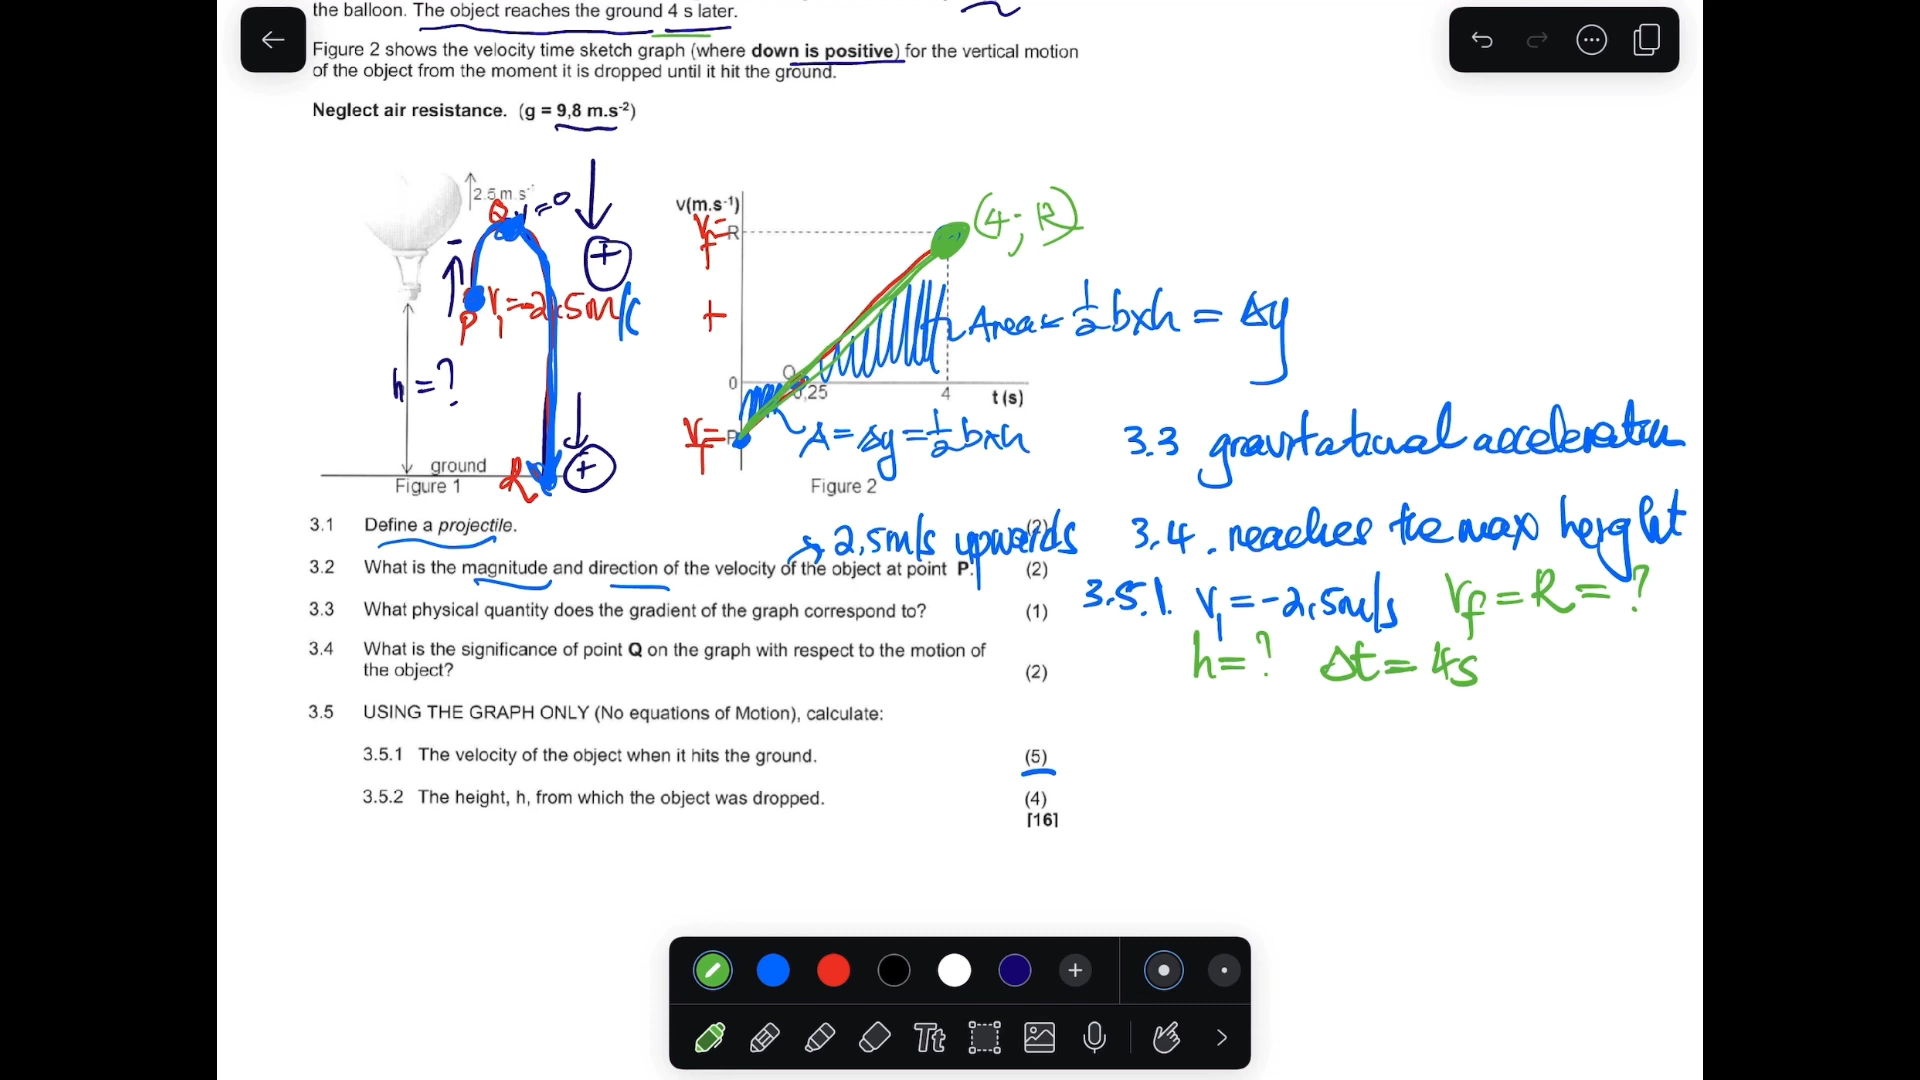 the balloon. The object reaches the ground 4 s later.
Figure 2 shows the velocity time sketch graph (where down is positive) for the vertical motion
of the object from the moment it is dropped until it hit the ground.
Neglect air resistance. (g = 9,8 m.s⁻²)
2.5 m.s⁻¹
Q v=0
+
-
P V₁=-2,5m/s
h=?
+
ground
R
Figure 1
v(m.s⁻¹)
Vf=R
(4; R)
+
Area= ½bxh = Δy
0
Q
0,25
4
t (s)
Vi=P
A=Δy=½bxh
Figure 2
3.3 gravitational acceleration
3.1 Define a projectile. (2)
→ 2,5m/s upwards
3.4. reaches the max height
3.2 What is the magnitude and direction of the velocity of the object at point P. (2)
3.5.1. Vi=-2,5m/s Vf=R=?
3.3 What physical quantity does the gradient of the graph correspond to? (1)
h=? Δt=4s
3.4 What is the significance of point Q on the graph with respect to the motion of
the object? (2)
3.5 USING THE GRAPH ONLY (No equations of Motion), calculate:
3.5.1 The velocity of the object when it hits the ground. (5)
3.5.2 The height, h, from which the object was dropped. (4)
[16]
Tt